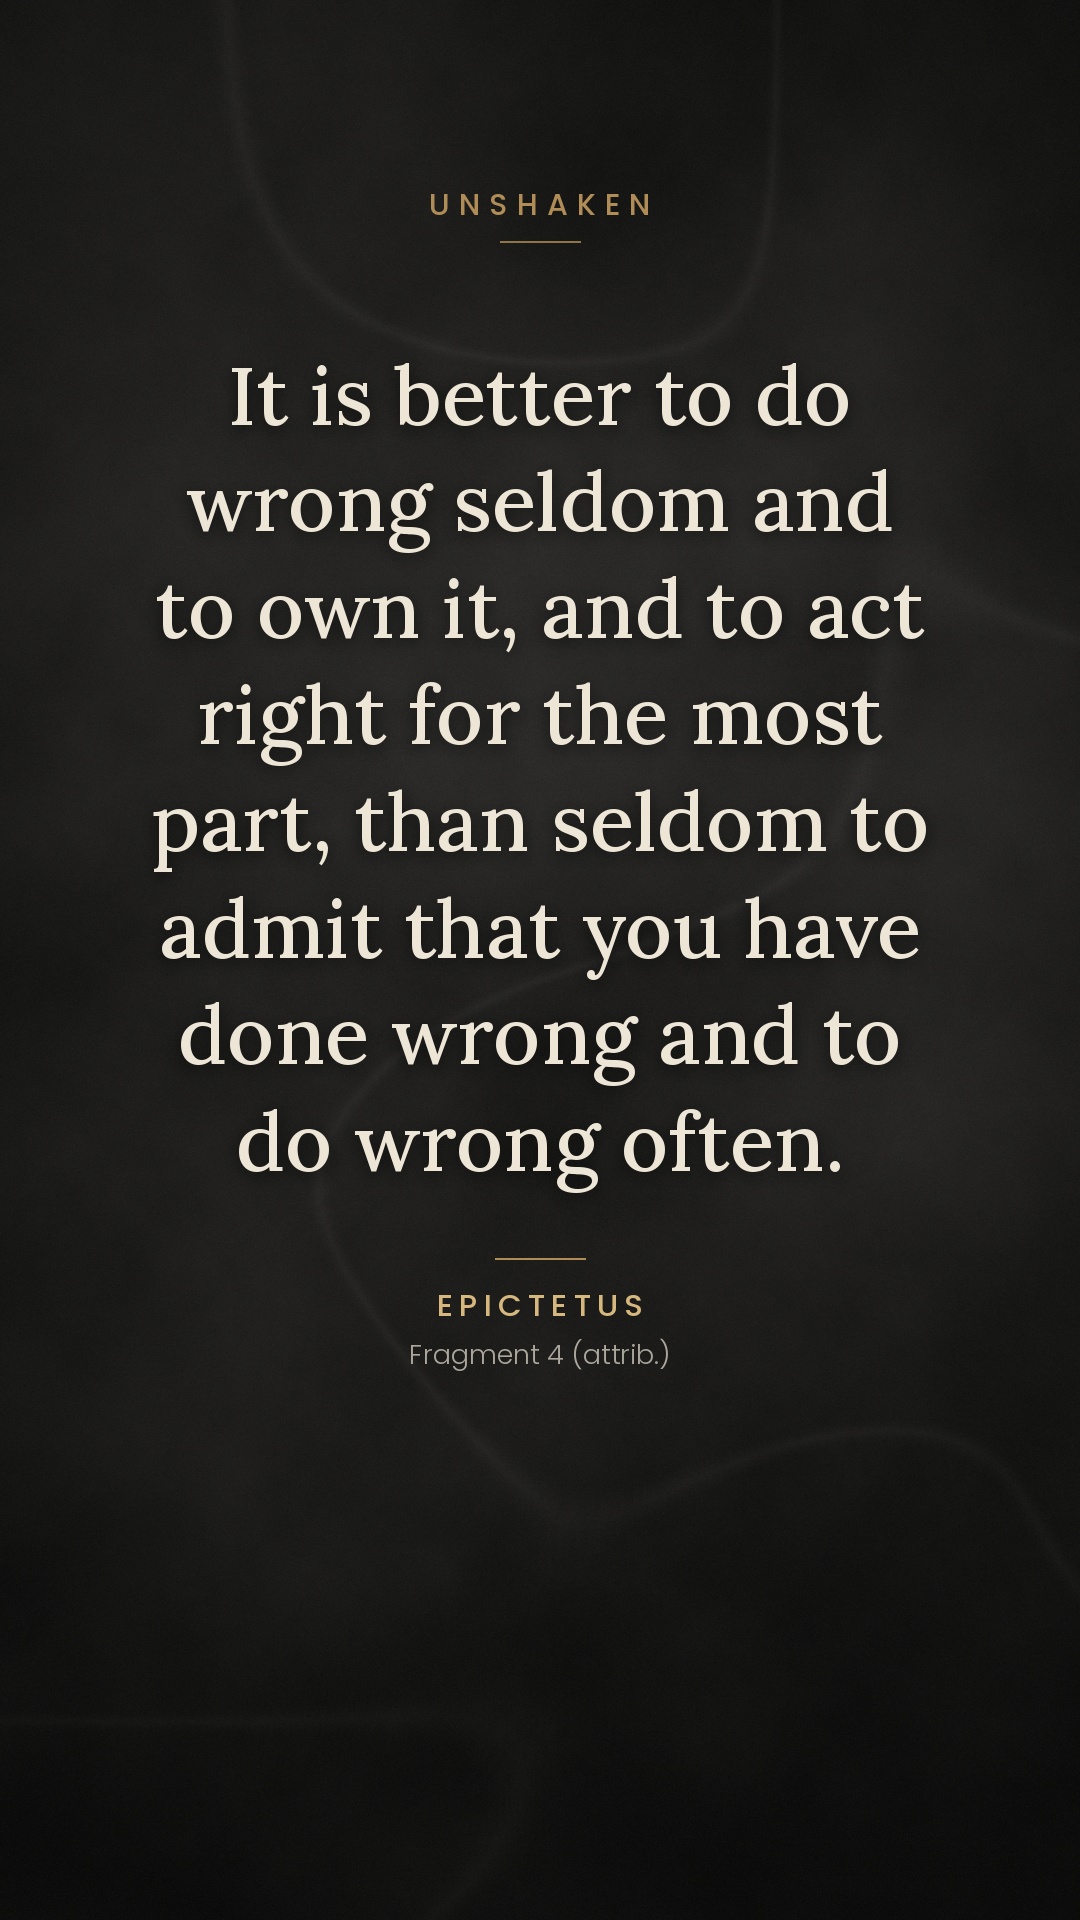 UNSHAKEN
It is better to do
wrong seldom and
to own it, and to act
right for the most
part, than seldom to
admit that you have
done wrong and to
do wrong often.
EPICTETUS
Fragment 4 (attrib.)